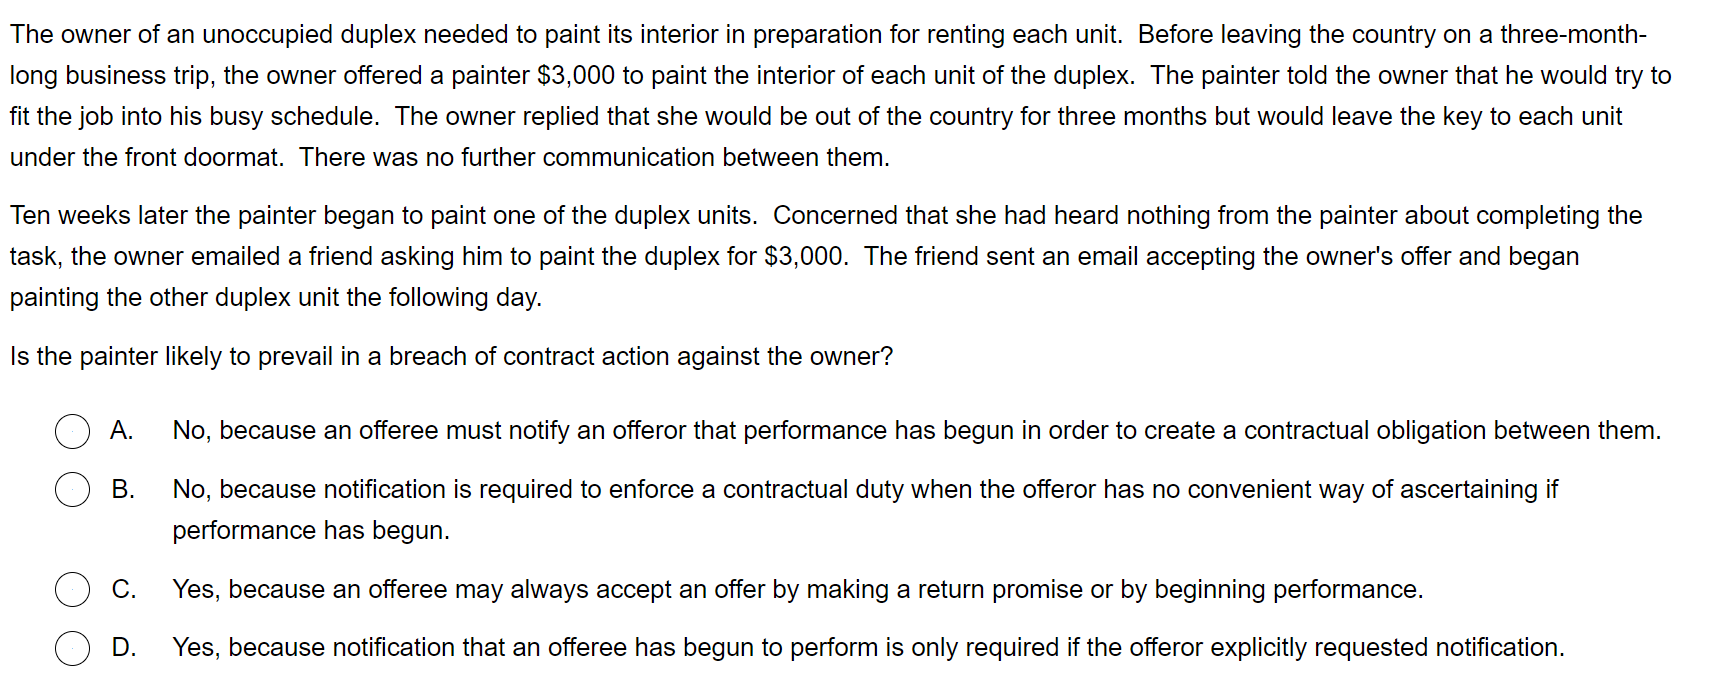 The owner of an unoccupied duplex needed to paint its interior in preparation for renting each unit.  Before leaving the country on a three-month-
long business trip, the owner offered a painter $3,000 to paint the interior of each unit of the duplex.  The painter told the owner that he would try to
fit the job into his busy schedule.  The owner replied that she would be out of the country for three months but would leave the key to each unit
under the front doormat.  There was no further communication between them.
Ten weeks later the painter began to paint one of the duplex units.  Concerned that she had heard nothing from the painter about completing the
task, the owner emailed a friend asking him to paint the duplex for $3,000.  The friend sent an email accepting the owner's offer and began
painting the other duplex unit the following day.
Is the painter likely to prevail in a breach of contract action against the owner?
A. No, because an offeree must notify an offeror that performance has begun in order to create a contractual obligation between them.
B. No, because notification is required to enforce a contractual duty when the offeror has no convenient way of ascertaining if
performance has begun.
C. Yes, because an offeree may always accept an offer by making a return promise or by beginning performance.
D. Yes, because notification that an offeree has begun to perform is only required if the offeror explicitly requested notification.